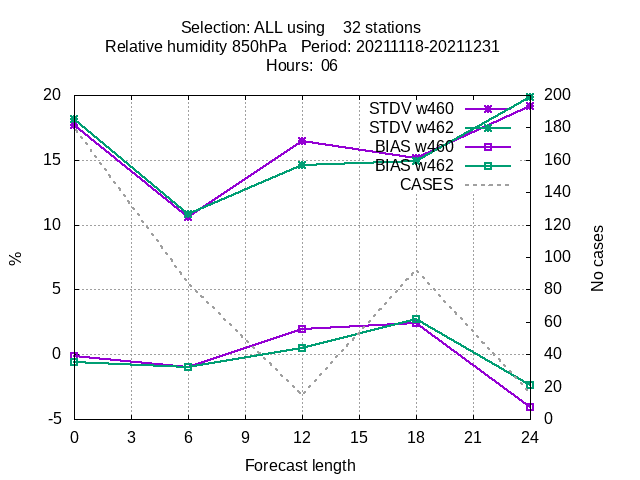 Selection: ALL using    32 stations
Relative humidity 850hPa   Period: 20211118-20211231
Hours:  06
STDV w460
STDV w462
BIAS w460
BIAS w462
CASES
20
15
10
5
0
-5
%
200
180
160
140
120
100
80
60
40
20
0
No cases
0 3 6 9 12 15 18 21 24
Forecast length